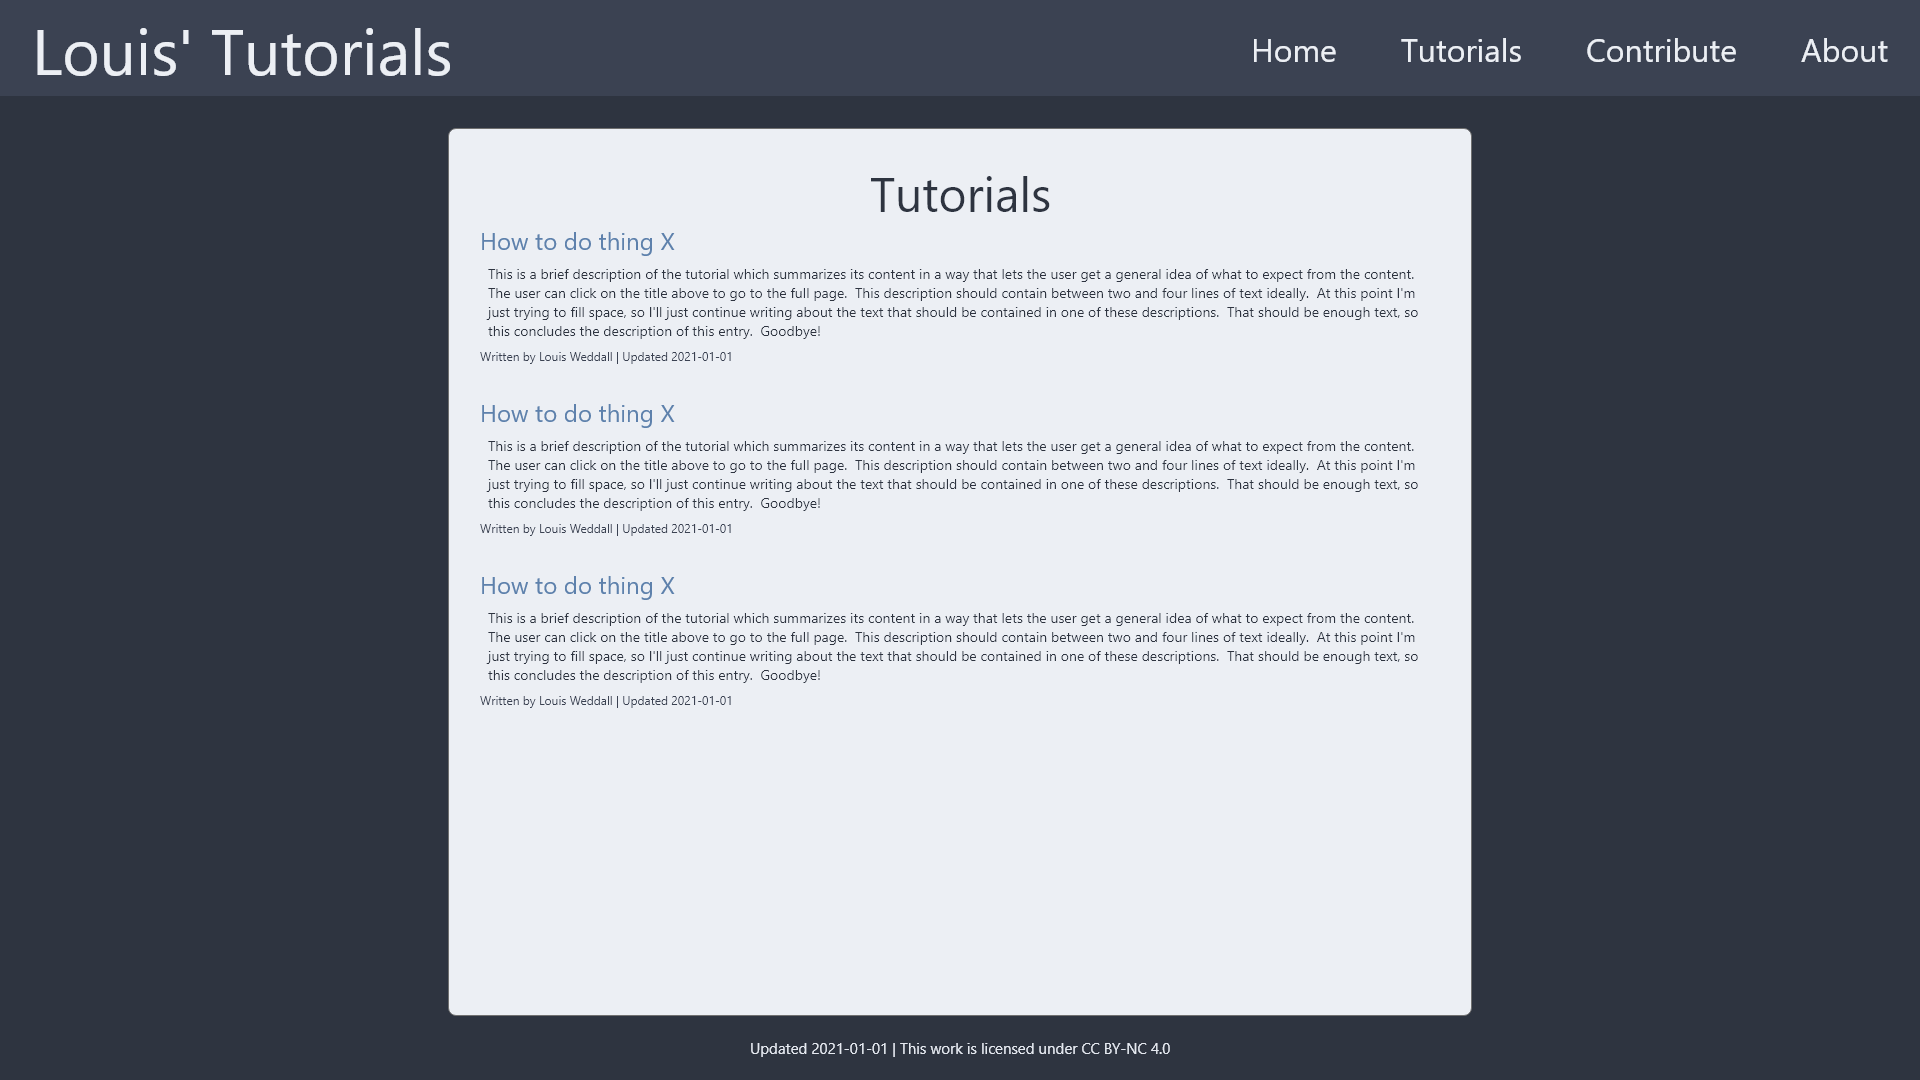 Louis' Tutorials
Home Tutorials Contribute About
Tutorials
How to do thing X
This is a brief description of the tutorial which summarizes its content in a way that lets the user get a general idea of what to expect from the content.
The user can click on the title above to go to the full page.  This description should contain between two and four lines of text ideally.  At this point I'm
just trying to fill space, so I'll just continue writing about the text that should be contained in one of these descriptions.  That should be enough text, so
this concludes the description of this entry.  Goodbye!
Written by Louis Weddall | Updated 2021-01-01
How to do thing X
This is a brief description of the tutorial which summarizes its content in a way that lets the user get a general idea of what to expect from the content.
The user can click on the title above to go to the full page.  This description should contain between two and four lines of text ideally.  At this point I'm
just trying to fill space, so I'll just continue writing about the text that should be contained in one of these descriptions.  That should be enough text, so
this concludes the description of this entry.  Goodbye!
Written by Louis Weddall | Updated 2021-01-01
How to do thing X
This is a brief description of the tutorial which summarizes its content in a way that lets the user get a general idea of what to expect from the content.
The user can click on the title above to go to the full page.  This description should contain between two and four lines of text ideally.  At this point I'm
just trying to fill space, so I'll just continue writing about the text that should be contained in one of these descriptions.  That should be enough text, so
this concludes the description of this entry.  Goodbye!
Written by Louis Weddall | Updated 2021-01-01
Updated 2021-01-01 | This work is licensed under CC BY-NC 4.0